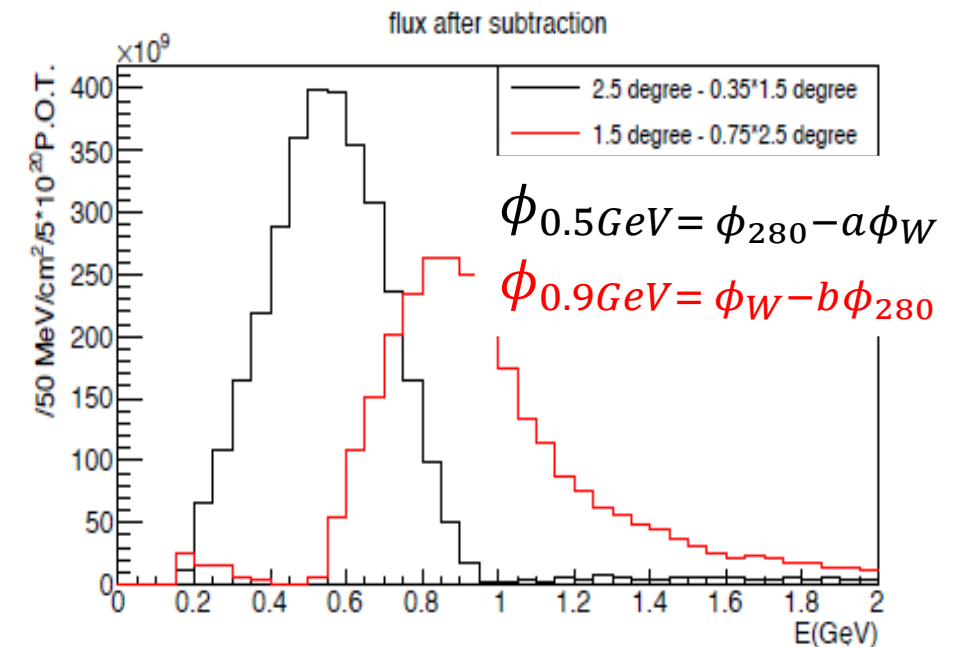 flux after subtraction
×10⁹
/50 MeV/cm²/5*10²⁰P.O.T.
400
350
300
250
200
150
100
50
0
2.5 degree - 0.35*1.5 degree
1.5 degree - 0.75*2.5 degree
ϕ₀.₅GeV= ϕ₂₈₀−aϕ_W
ϕ₀.₉GeV= ϕ_W−bϕ₂₈₀
0 0.2 0.4 0.6 0.8 1 1.2 1.4 1.6 1.8 2
E(GeV)